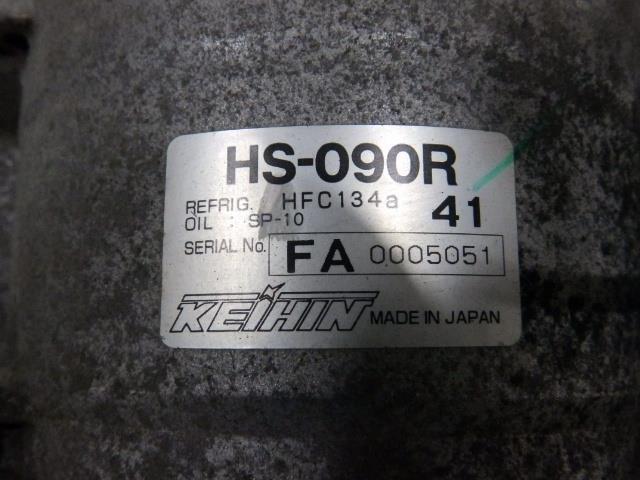 HS-090R
REFRIG. HFC134a
OIL : SP-10 41
SERIAL No. FA 0005051
KEIHIN MADE IN JAPAN